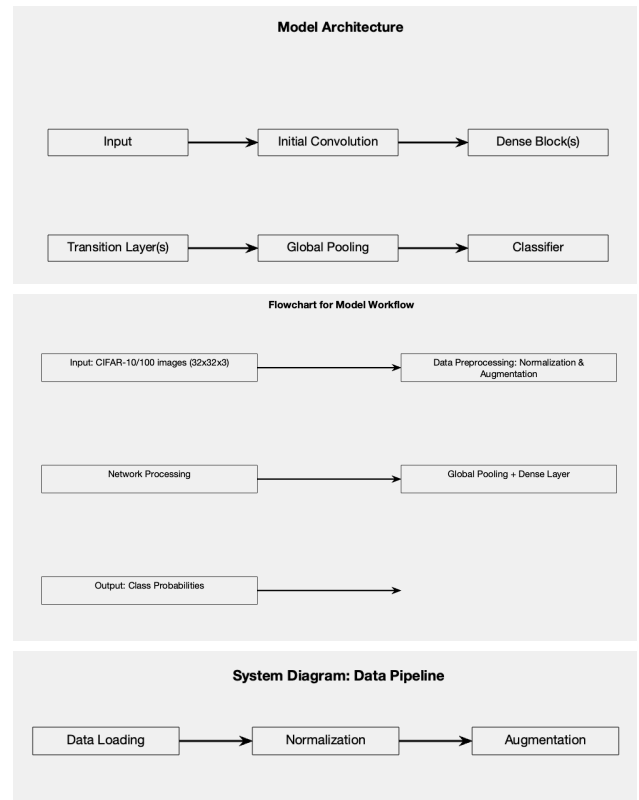 Model Architecture
Input
Initial Convolution
Dense Block(s)
Transition Layer(s)
Global Pooling
Classifier
Flowchart for Model Workflow
Input: CIFAR-10/100 images (32x32x3)
Data Preprocessing: Normalization &
Augmentation
Network Processing
Global Pooling + Dense Layer
Output: Class Probabilities
System Diagram: Data Pipeline
Data Loading
Normalization
Augmentation